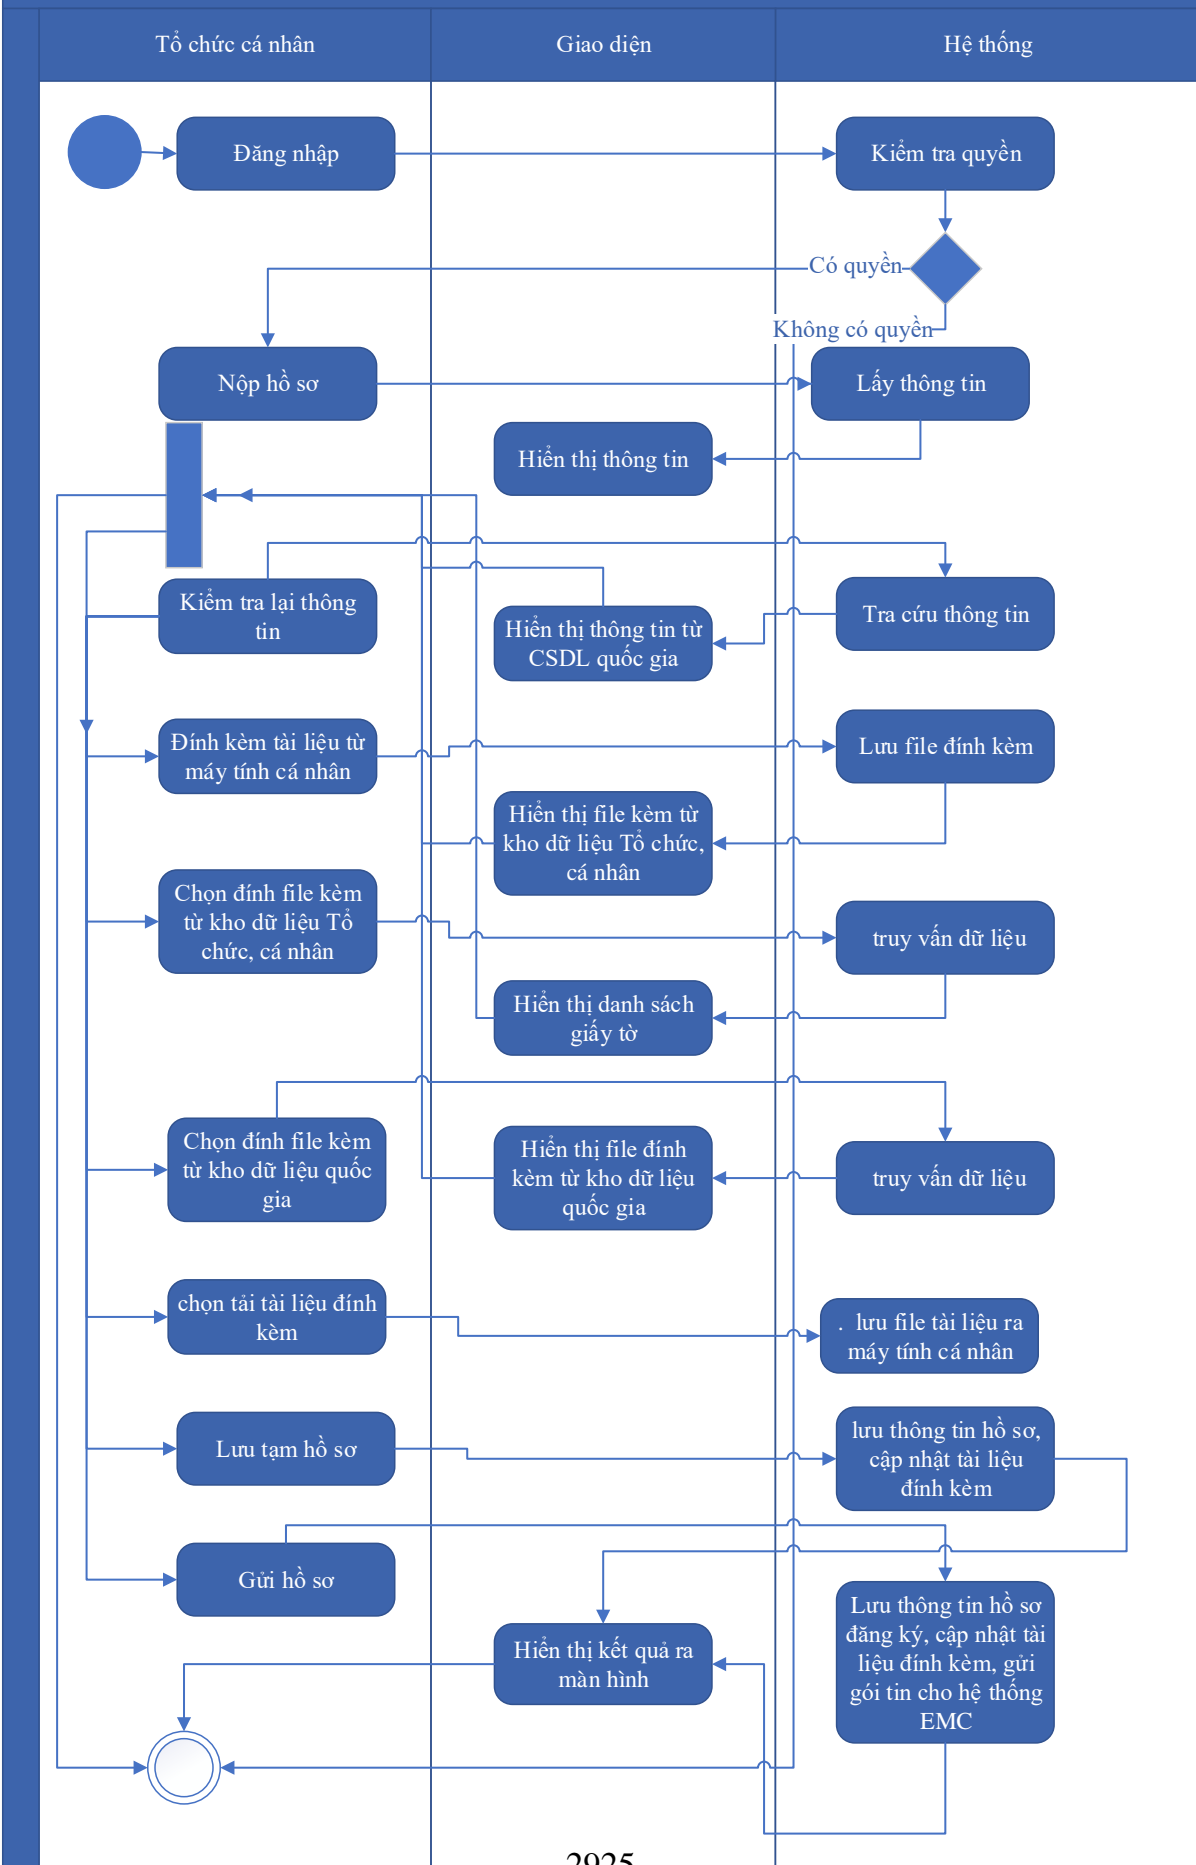 Tổ chức cá nhân
Giao diện
Hệ thống
Đăng nhập
Kiểm tra quyền
Có quyền
Không có quyền
Nộp hồ sơ
Lấy thông tin
Hiển thị thông tin
Kiểm tra lại thông
tin
Hiển thị thông tin từ
CSDL quốc gia
Tra cứu thông tin
Đính kèm tài liệu từ
máy tính cá nhân
Lưu file đính kèm
Hiển thị file kèm từ
kho dữ liệu Tổ chức,
cá nhân
Chọn đính file kèm
từ kho dữ liệu Tổ
chức, cá nhân
truy vấn dữ liệu
Hiển thị danh sách
giấy tờ
Chọn đính file kèm
từ kho dữ liệu quốc
gia
Hiển thị file đính
kèm từ kho dữ liệu
quốc gia
truy vấn dữ liệu
chọn tải tài liệu đính
kèm
. lưu file tài liệu ra
máy tính cá nhân
Lưu tạm hồ sơ
lưu thông tin hồ sơ,
cập nhật tài liệu
đính kèm
Gửi hồ sơ
Lưu thông tin hồ sơ
đăng ký, cập nhật tài
liệu đính kèm, gửi
gói tin cho hệ thống
EMC
Hiển thị kết quả ra
màn hình
2925